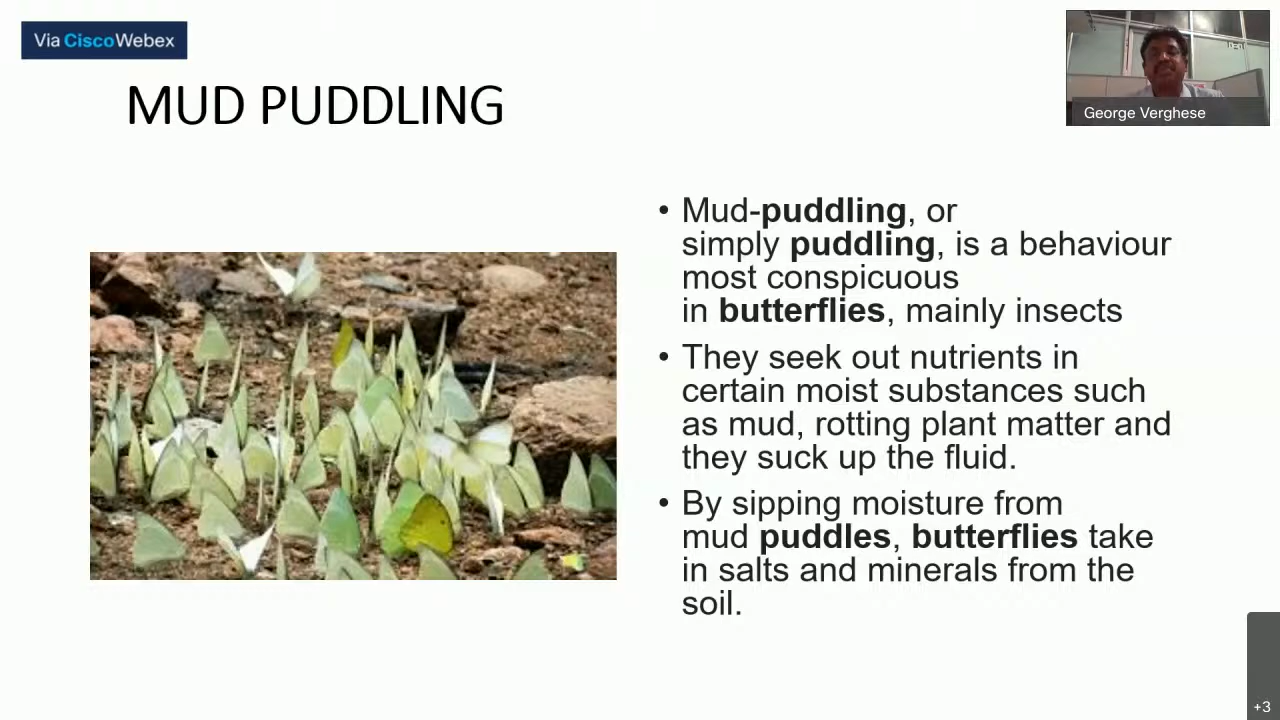 Via CiscoWebex
MUD PUDDLING
George Verghese
• Mud-puddling, or
simply puddling, is a behaviour
most conspicuous
in butterflies, mainly insects
• They seek out nutrients in
certain moist substances such
as mud, rotting plant matter and
they suck up the fluid.
• By sipping moisture from
mud puddles, butterflies take
in salts and minerals from the
soil.
+3